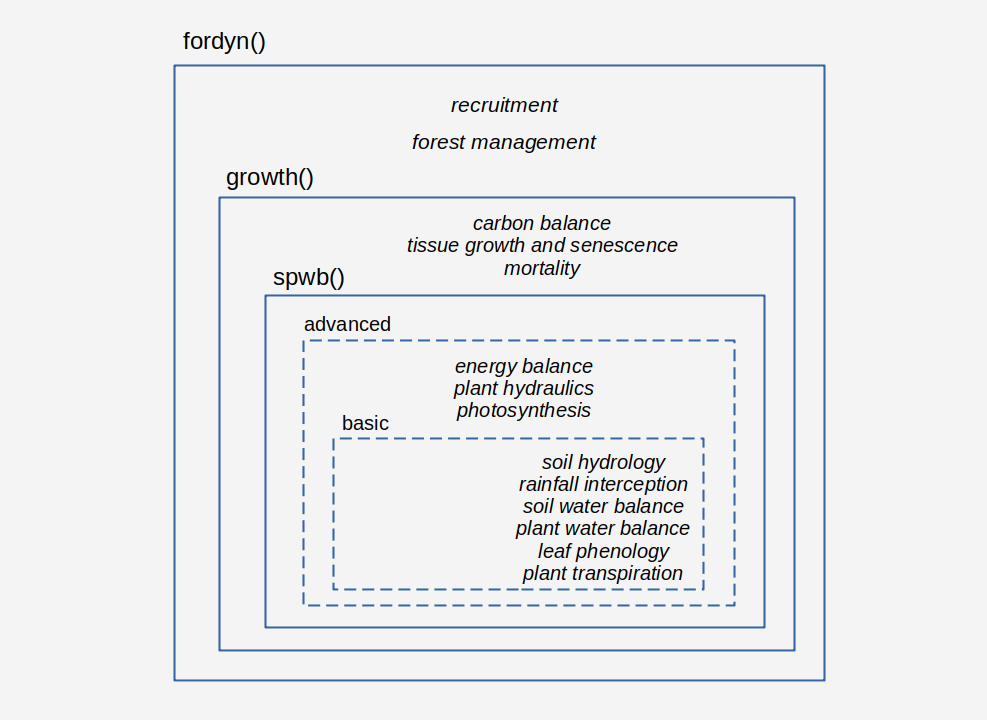 fordyn()
recruitment
forest management
growth()
carbon balance
tissue growth and senescence
mortality
spwb()
advanced
energy balance
plant hydraulics
photosynthesis
basic
soil hydrology
rainfall interception
soil water balance
plant water balance
leaf phenology
plant transpiration